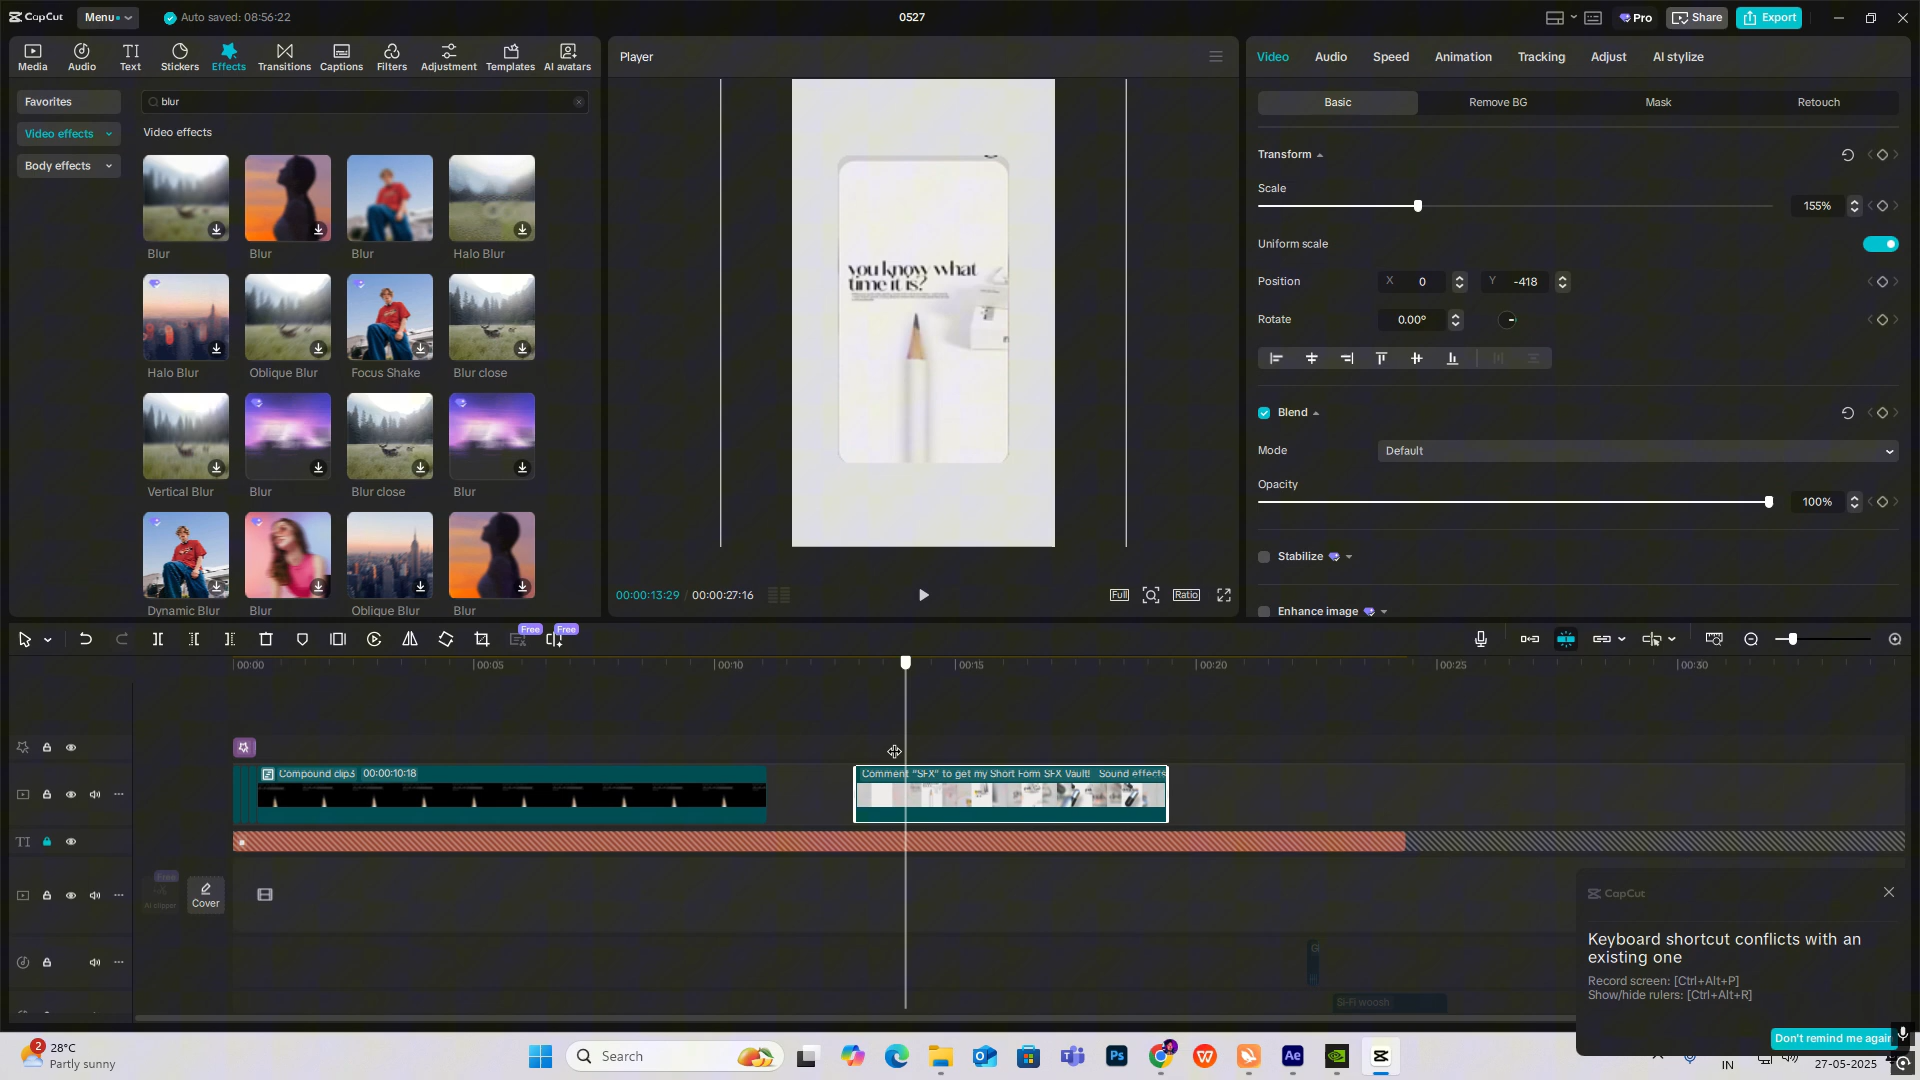 CapCut
Menu
Auto saved: 08:56:22
0527
Pro
Share
Export
Media
Audio
Text
Stickers
Effects
Transitions
Captions
Filters
Adjustment
Templates
AI avatars
Favorites
Video effects
Body effects
blur
Video effects
Blur
Blur
Blur
Halo Blur
Halo Blur
Oblique Blur
Focus Shake
Blur close
Vertical Blur
Blur
Blur close
Blur
Dynamic Blur
Blur
Oblique Blur
Blur
Player
you know what
time it is?
00:00:13:29 / 00:00:27:16
Full
Ratio
Video
Audio
Speed
Animation
Tracking
Adjust
AI stylize
Basic
Remove BG
Mask
Retouch
Transform
Scale
155%
Uniform scale
Position
X 0
Y -418
Rotate
0.00°
Blend
Mode
Default
Opacity
100%
Stabilize
Enhance image
Free
Free
00:00
00:05
00:10
00:15
00:20
00:25
00:30
Compound clip3 00:00:10:18
Comment "SFX" to get my Short Form SFX Vault! Sound effects
TI
Free
AI clipper
Cover
G
Si-Fi woosh
CapCut
Keyboard shortcut conflicts with an
existing one
Record screen: [Ctrl+Alt+P]
Show/hide rulers: [Ctrl+Alt+R]
Don't remind me again
2
28°C
Partly sunny
Search
Ps
Ae
IN
27-05-2025